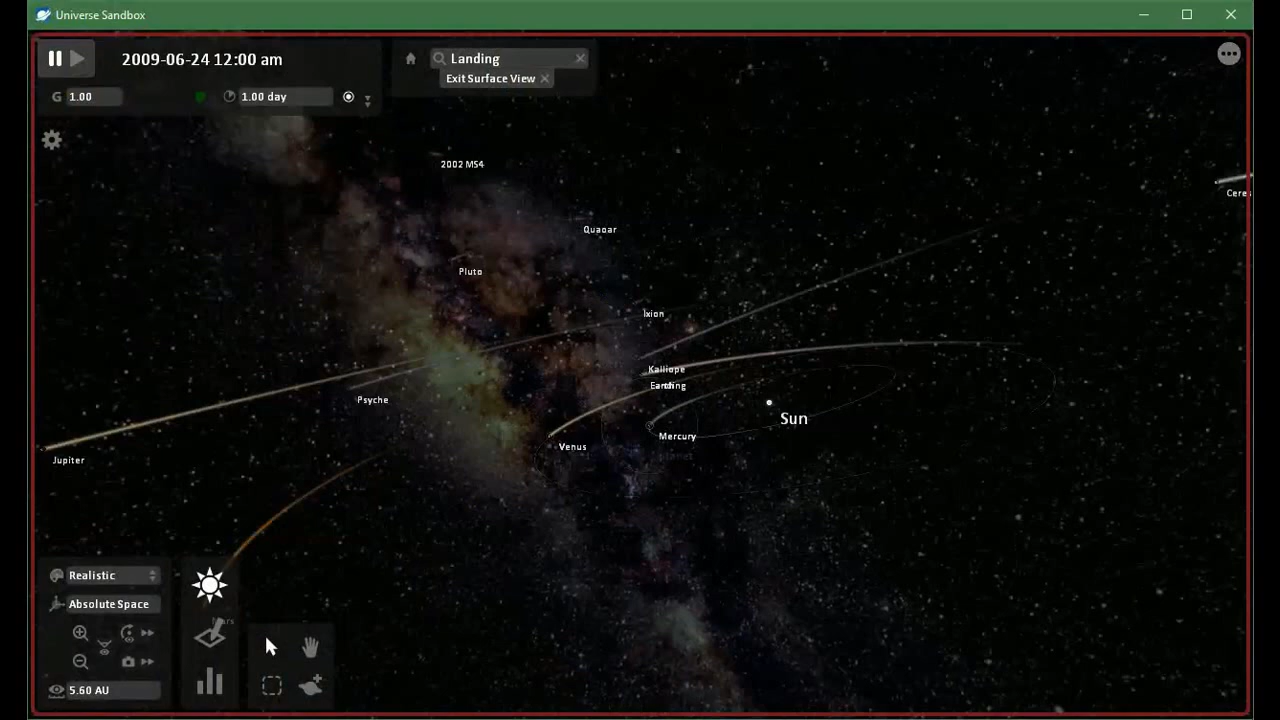 Universe Sandbox
2009-06-24 12:00 am
Landing
Exit Surface View
G 1.00
1.00 day
2002 MS4
Quaoar
Pluto
Ixion
Kalliope
Psyche
Sun
Mercury
Venus
Jupiter
Realistic
Absolute Space
Mars
5.60 AU